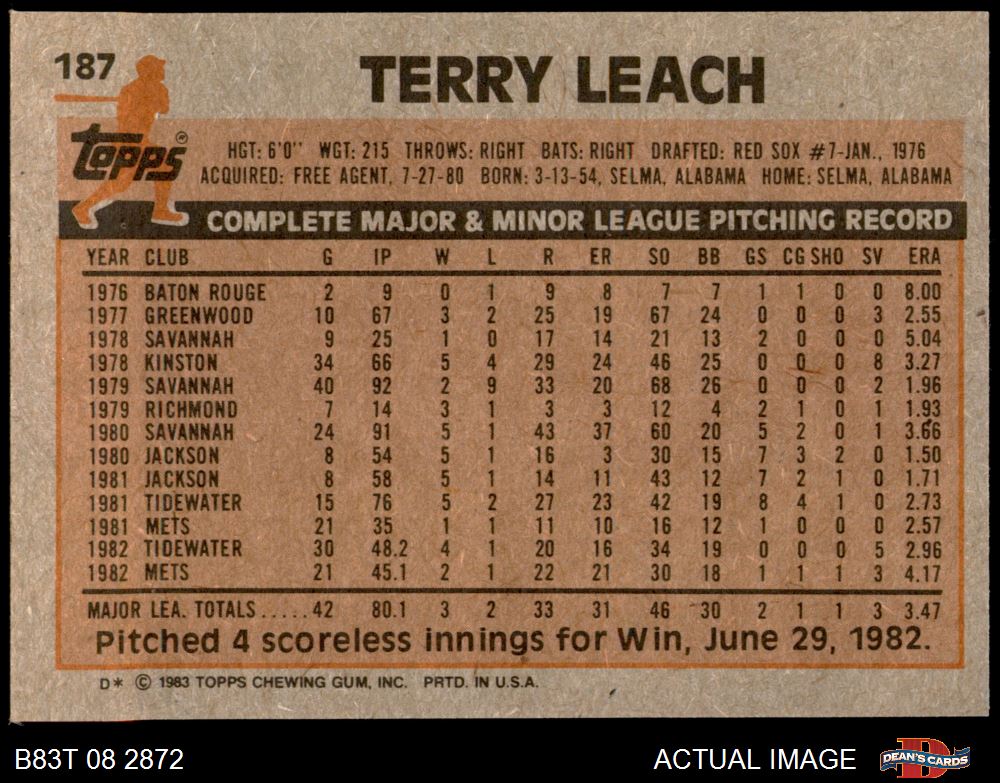 187
TERRY LEACH
Topps®
HGT: 6'0" WGT: 215 THROWS: RIGHT BATS: RIGHT DRAFTED: RED SOX #7-JAN., 1976
ACQUIRED: FREE AGENT, 7-27-80 BORN: 3-13-54, SELMA, ALABAMA HOME: SELMA, ALABAMA
COMPLETE MAJOR & MINOR LEAGUE PITCHING RECORD
YEAR CLUB G IP W L R ER SO BB GS CG SHO SV ERA
1976 BATON ROUGE 2 9 0 1 9 8 7 7 1 1 0 0 8.00
1977 GREENWOOD 10 67 3 2 25 19 67 24 0 0 0 3 2.55
1978 SAVANNAH 9 25 1 0 17 14 21 13 2 0 0 0 5.04
1978 KINSTON 34 66 5 4 29 24 46 25 0 0 0 8 3.27
1979 SAVANNAH 40 92 2 9 33 20 68 26 0 0 0 2 1.96
1979 RICHMOND 7 14 3 1 3 3 12 4 2 1 0 1 1.93
1980 SAVANNAH 24 91 5 1 43 37 60 20 5 2 0 1 3.66
1980 JACKSON 8 54 5 1 16 3 30 15 7 3 2 0 1.50
1981 JACKSON 8 58 5 1 14 11 43 12 7 2 1 0 1.71
1981 TIDEWATER 15 76 5 2 27 23 42 19 8 4 1 0 2.73
1981 METS 21 35 1 1 11 10 16 12 1 0 0 0 2.57
1982 TIDEWATER 30 48.2 4 1 20 16 34 19 0 0 0 5 2.96
1982 METS 21 45.1 2 1 22 21 30 18 1 1 1 3 4.17
MAJOR LEA. TOTALS.....42 80.1 3 2 33 31 46 30 2 1 1 3 3.47
Pitched 4 scoreless innings for Win, June 29, 1982.
D* © 1983 TOPPS CHEWING GUM, INC. PRTD. IN U.S.A.
B83T 08 2872 ACTUAL IMAGE DEAN'S CARDS